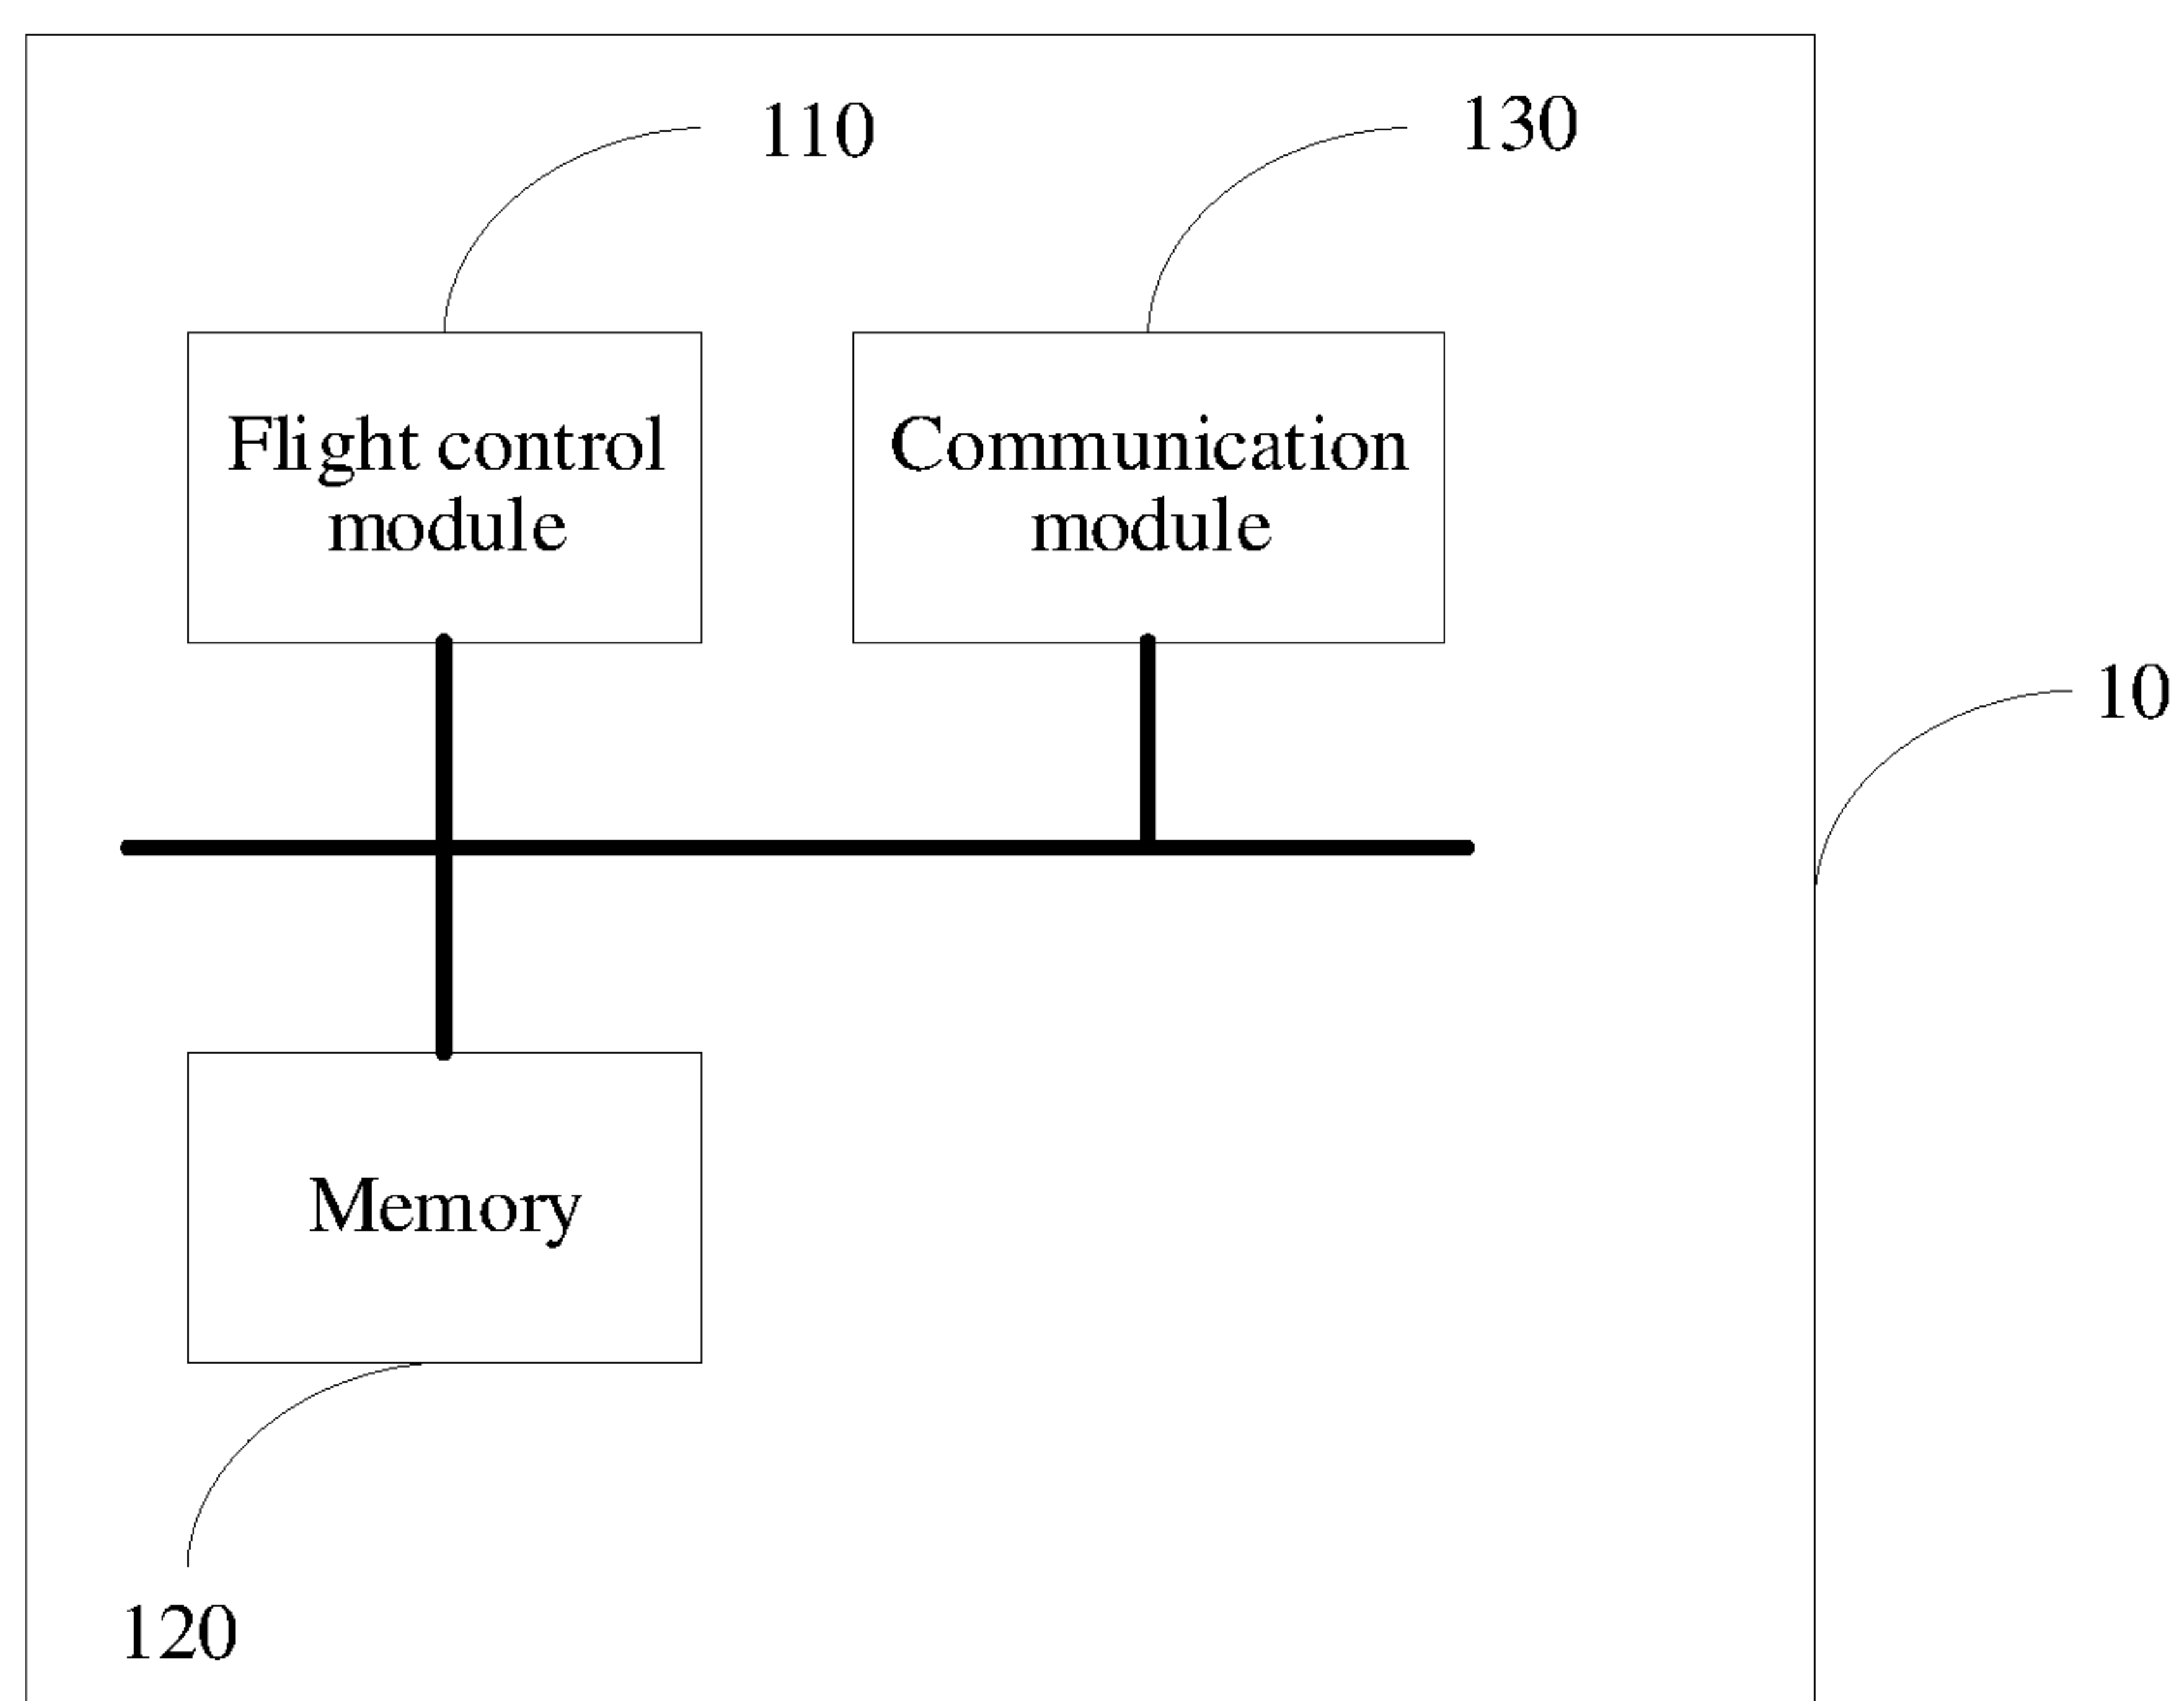 110
130
Flight control
module
Communication
module
10
Memory
120